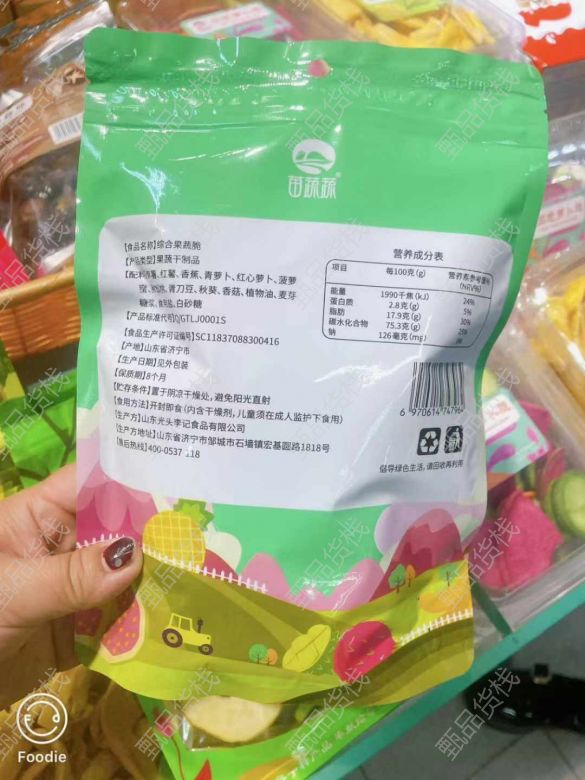 苗蔬蔬®
【食品名称】综合果蔬脆
【产品类型】果蔬干制品
红薯、香蕉、青萝卜、红心萝卜、菠萝
青刀豆、秋葵、香菇、植物油、麦芽
白砂糖
【产品标准代号】Q/GTLJ0001S
【食品生产许可证编号】SC11837088300416
【产地】山东省济宁市
【生产日期】见外包装
【保质期】8个月
【贮存条件】置于阴凉干燥处,避免阳光直射
【食用方法】开封即食(内含干燥剂,儿童须在成人监护下食用)
【生产方】山东光头李记食品有限公司
【生产方地址】山东省济宁市邹城市石墙镇宏基圆路1818号
【售后热线】400-0537 118
营养成分表
项目 每100克(g) 营养素参考值%
(NRV%)
能量 1990千焦(kJ) 24%
蛋白质 2.8克(g) 5%
脂肪 17.9克(g) 30%
碳水化合物 75.3克(g) 25%
钠 126毫克(mg)
6 970614 74796
倡导绿色生活,请回收再利用
Foodie
甄品货栈